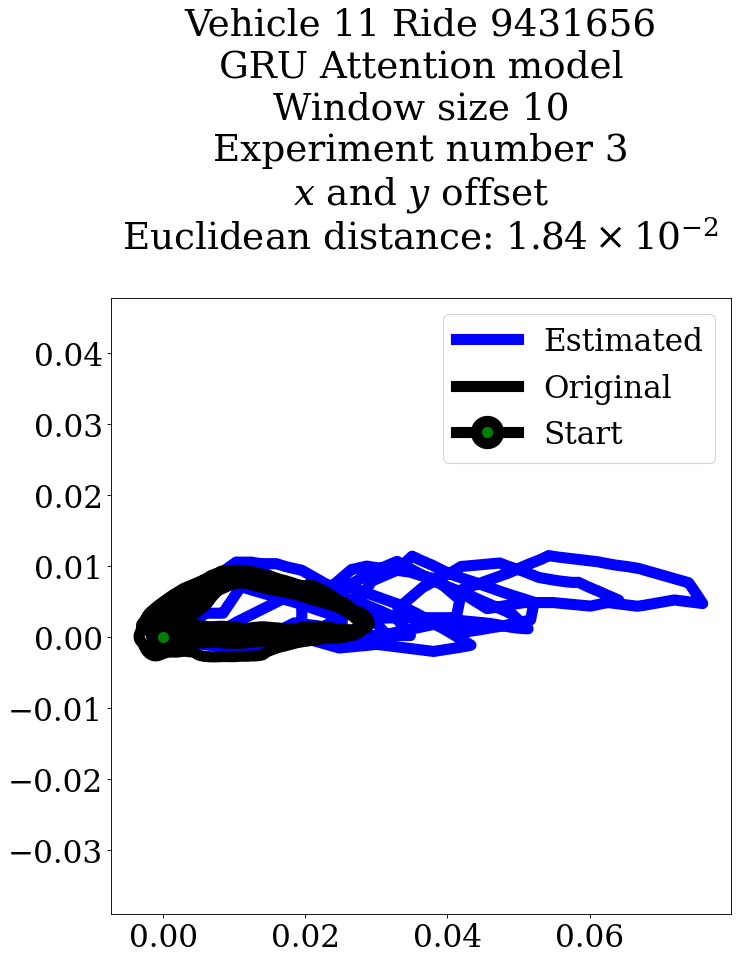 Vehicle 11 Ride 9431656
GRU Attention model
Window size 10
Experiment number 3
x and y offset
Euclidean distance: 1.84 × 10⁻²
Estimated
Original
Start
0.04
0.03
0.02
0.01
0.00
−0.01
−0.02
−0.03
0.00 0.02 0.04 0.06